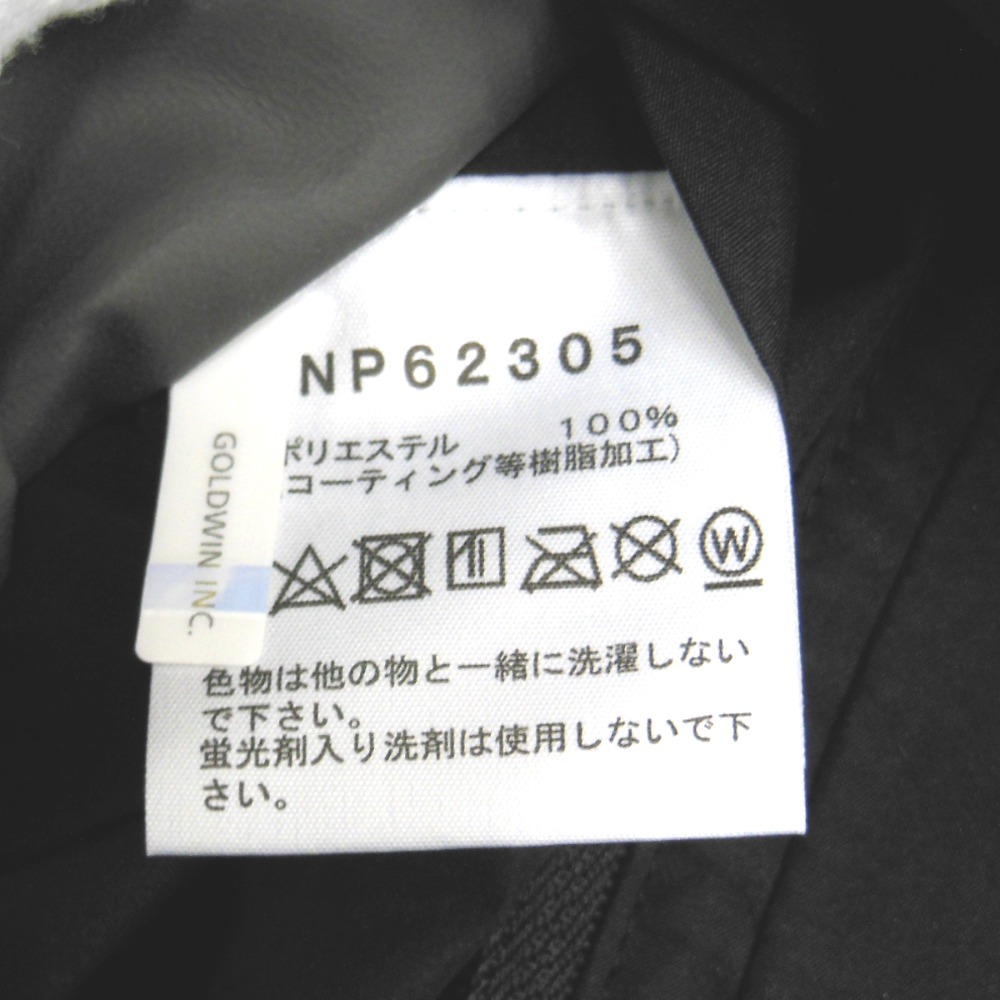 NP62305
ポリエステル 100%
(コーティング等樹脂加工)
GOLDWIN INC.
W
色物は他の物と一緒に洗濯しない
で下さい。
蛍光剤入り洗剤は使用しないで下
さい。